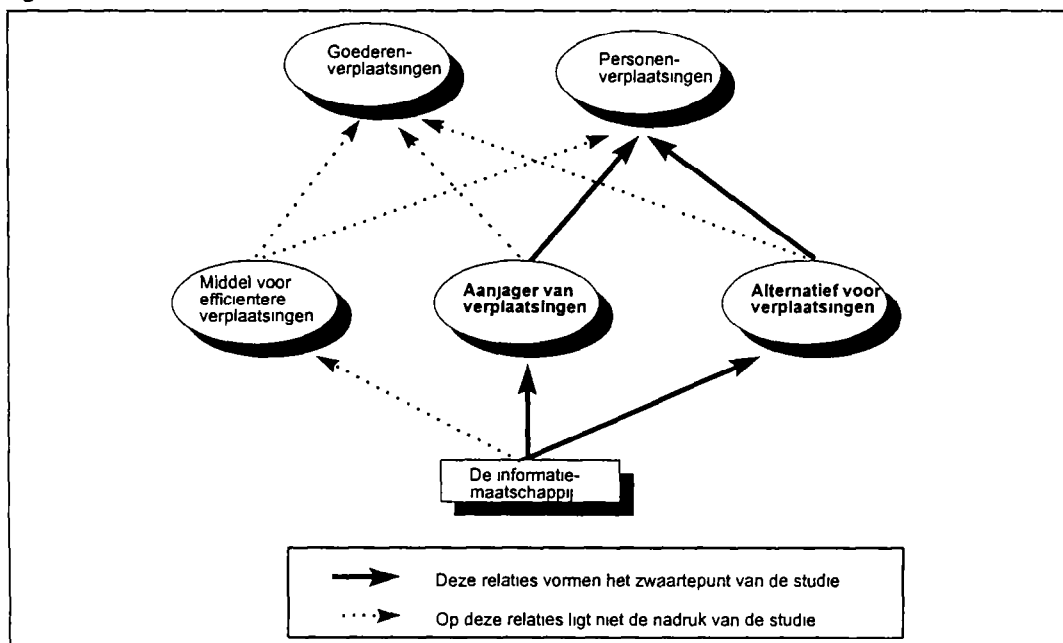 Goederen-
verplaatsingen
Personen-
verplaatsingen
Middel voor
efficientere
verplaatsingen
Aanjager van
verplaatsingen
Alternatief voor
verplaatsingen
De informatie-
maatschappij
Deze relaties vormen het zwaartepunt van de studie
Op deze relaties ligt niet de nadruk van de studie